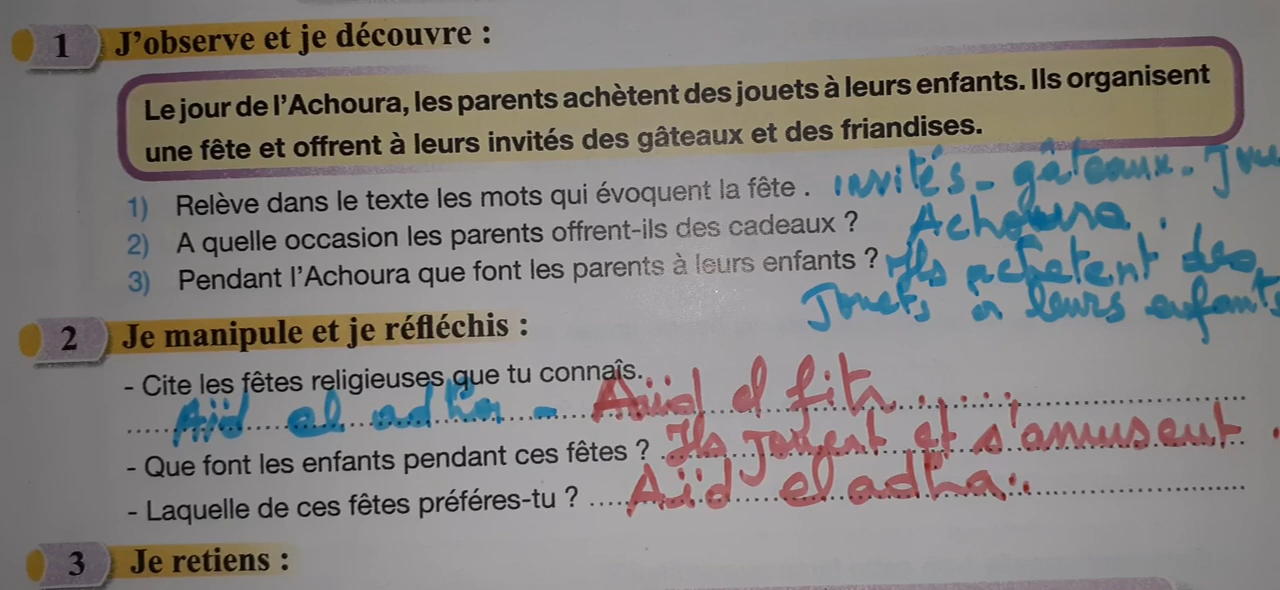 1 J'observe et je découvre :
Le jour de l'Achoura, les parents achètent des jouets à leurs enfants. Ils organisent
une fête et offrent à leurs invités des gâteaux et des friandises.
1) Relève dans le texte les mots qui évoquent la fête . invités - gâteaux -
2) A quelle occasion les parents offrent-ils des cadeaux ? Achoura.
3) Pendant l'Achoura que font les parents à leurs enfants ? Ils achetent des
Jouets à leurs enfants
2 Je manipule et je réfléchis :
- Cite les fêtes religieuses que tu connaîs.
Aïd el adha - Aïd el fitr
- Que font les enfants pendant ces fêtes ? Ils Jouent et s'amusent.
- Laquelle de ces fêtes préféres-tu ? Aïd el adha.
3 Je retiens :